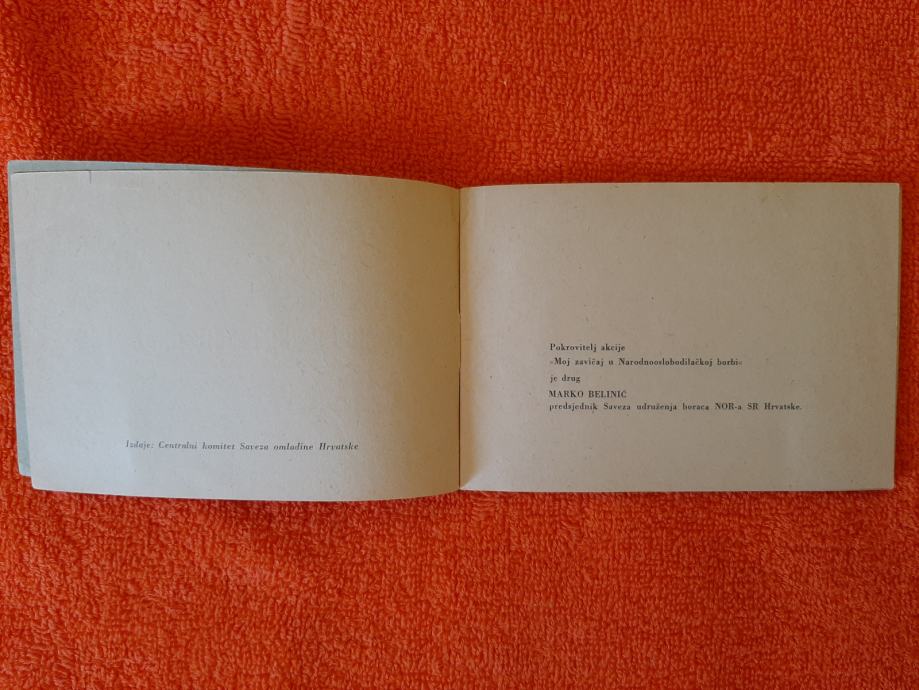 Izdaje: Centralni komitet Saveza omladine Hrvatske
Pokrovitelj akcije
»Moj zavičaj u Narodnooslobodilačkoj borbi«
je drug
MARKO BELINIĆ
predsjednik Saveza udruženja boraca NOR-a SR Hrvatske.